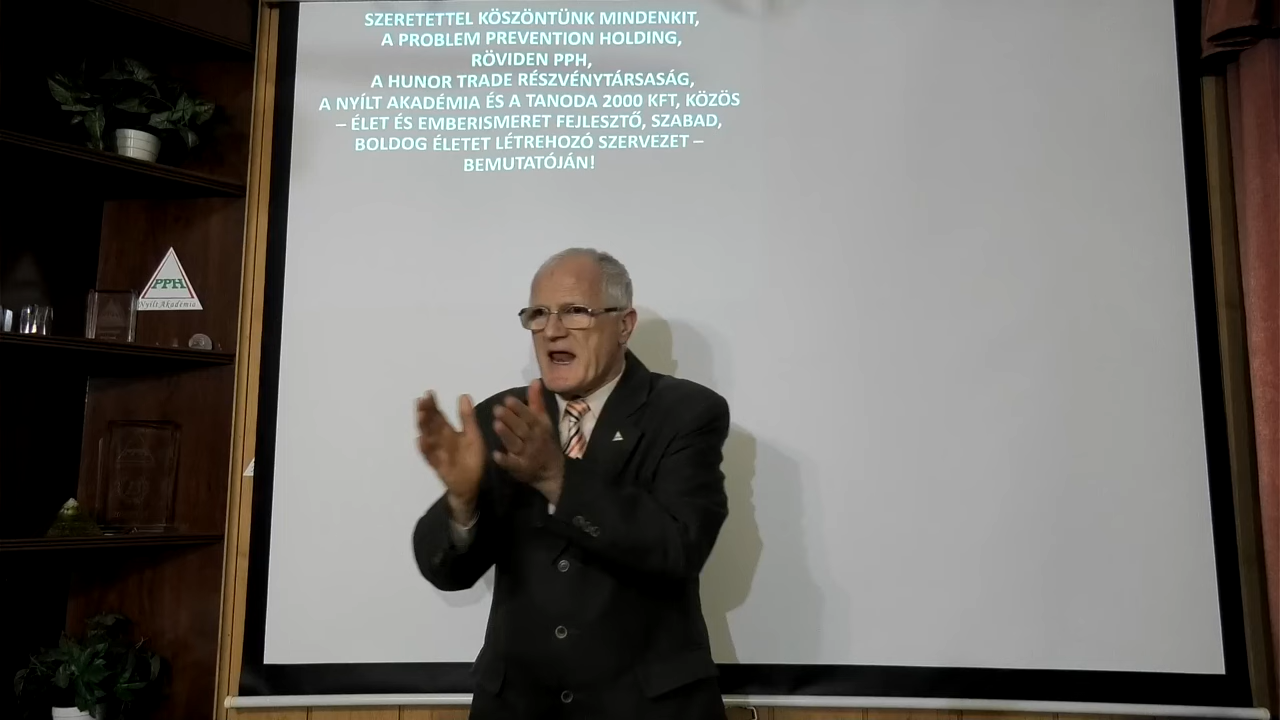 SZERETETTEL KÖSZÖNTÜNK MINDENKIT,
A PROBLEM PREVENTION HOLDING,
RÖVIDEN PPH,
A HUNOR TRADE RÉSZVÉNYTÁRSASÁG,
A NYÍLT AKADÉMIA ÉS A TANODA 2000 KFT, KÖZÖS
– ÉLET ÉS EMBERISMERET FEJLESZTŐ, SZABAD,
BOLDOG ÉLETET LÉTREHOZÓ SZERVEZET –
BEMUTATÓJÁN!
PPH
Nyílt Akadémia